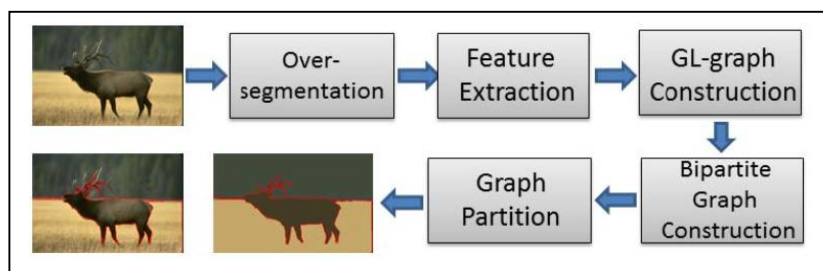 Over-
segmentation
Feature
Extraction
GL-graph
Construction
Bipartite
Graph
Construction
Graph
Partition